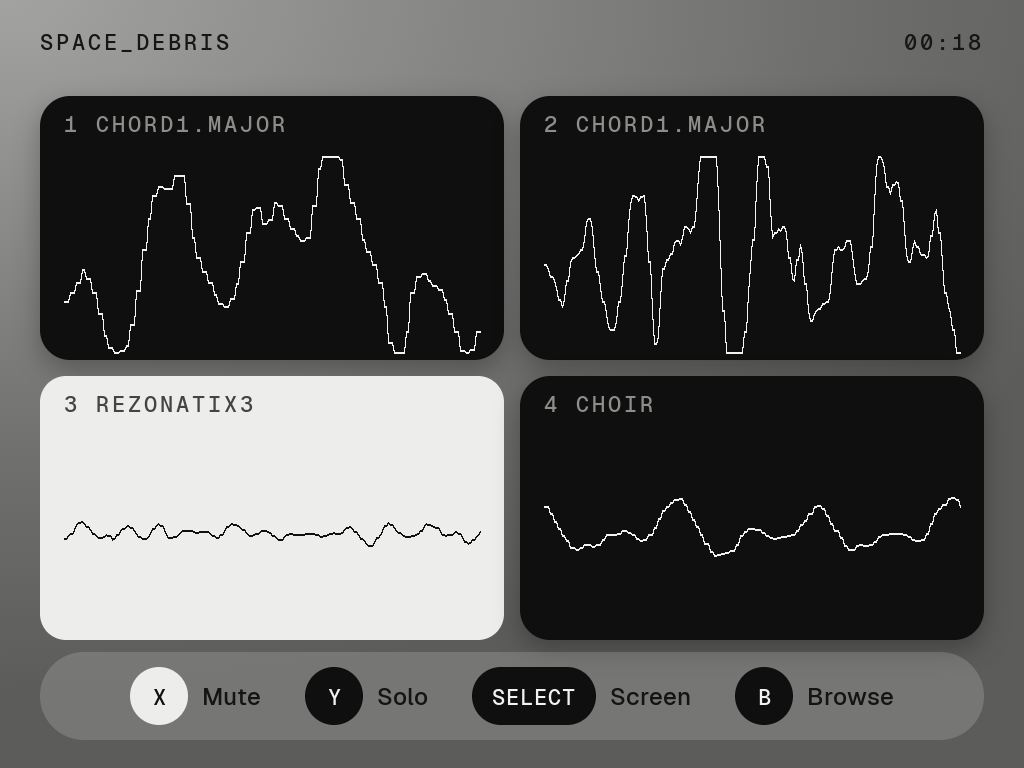 SPACE_DEBRIS
00:18
1 CHORD1.MAJOR
2 CHORD1.MAJOR
3 REZONATIX3
4 CHOIR
X Mute Y Solo SELECT Screen B Browse